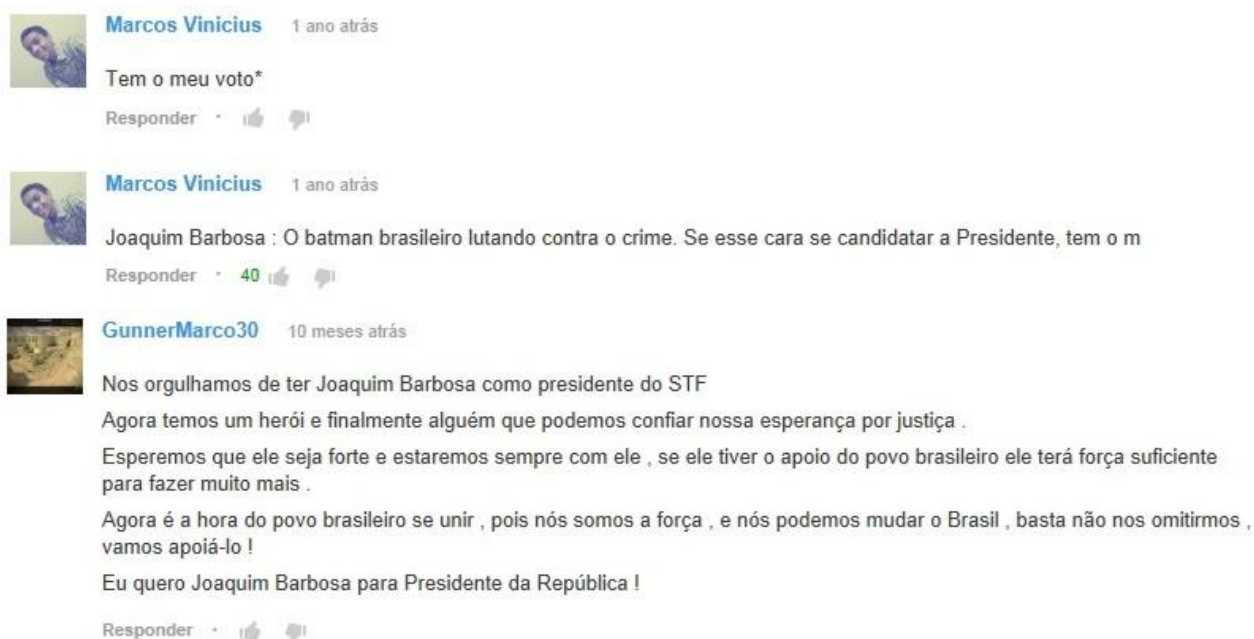 Marcos Vinicius 1 ano atrás
Tem o meu voto*
Responder ·
Marcos Vinicius 1 ano atrás
Joaquim Barbosa : O batman brasileiro lutando contra o crime. Se esse cara se candidatar a Presidente, tem o m
Responder · 40
GunnerMarco30 10 meses atrás
Nos orgulhamos de ter Joaquim Barbosa como presidente do STF
Agora temos um herói e finalmente alguém que podemos confiar nossa esperança por justiça .
Esperemos que ele seja forte e estaremos sempre com ele , se ele tiver o apoio do povo brasileiro ele terá força suficiente
para fazer muito mais .
Agora é a hora do povo brasileiro se unir , pois nós somos a força , e nós podemos mudar o Brasil , basta não nos omitirmos ,
vamos apoiá-lo !
Eu quero Joaquim Barbosa para Presidente da República !
Responder ·